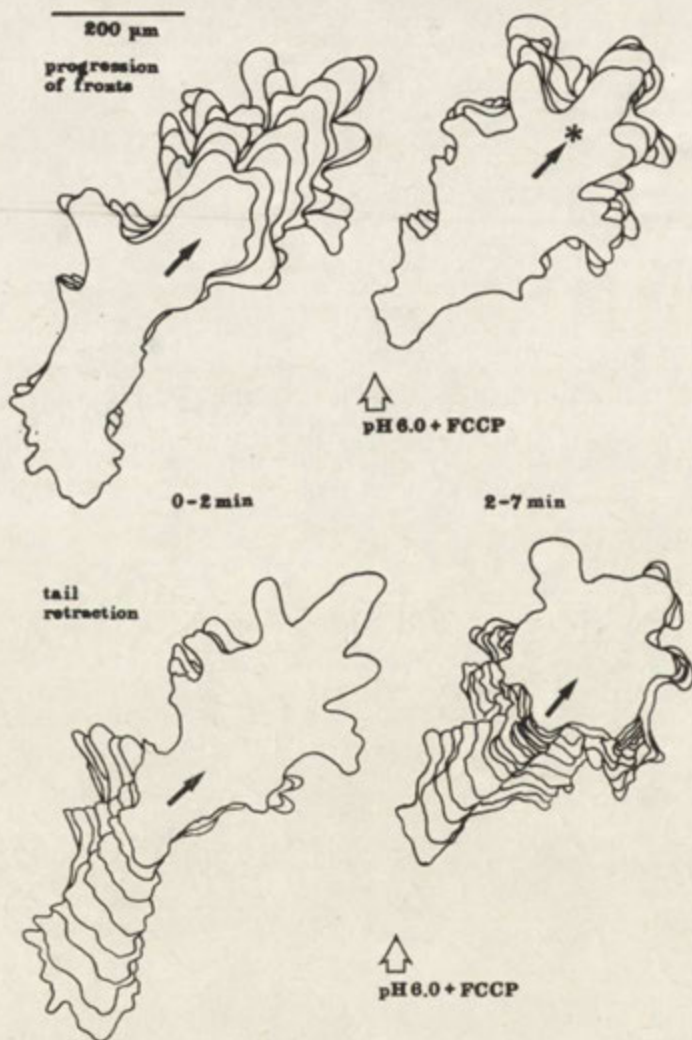 200 µm
progression
of fronts
*
pH 6.0 + FCCP
0-2 min
2-7 min
tail
retraction
pH 6.0 + FCCP